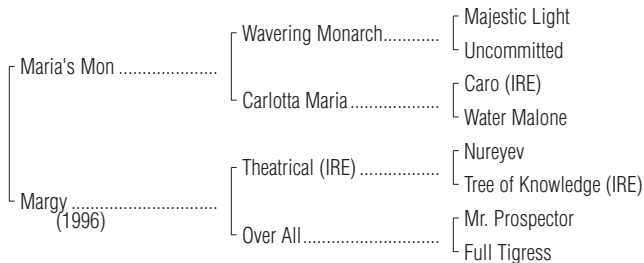 Majestic Light
Wavering Monarch...........
Uncommitted
Maria's Mon .....................
Caro (IRE)
Carlotta Maria ...................
Water Malone
Nureyev
Theatrical (IRE) .................
Tree of Knowledge (IRE)
Margy ...............................
(1996)
Mr. Prospector
Over All.............................
Full Tigress